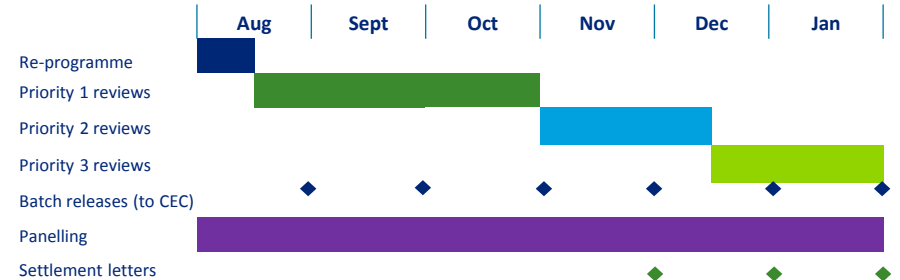 Aug Sept Oct Nov Dec Jan
Re-programme
Priority 1 reviews
Priority 2 reviews
Priority 3 reviews
Batch releases (to CEC)
Panelling
Settlement letters